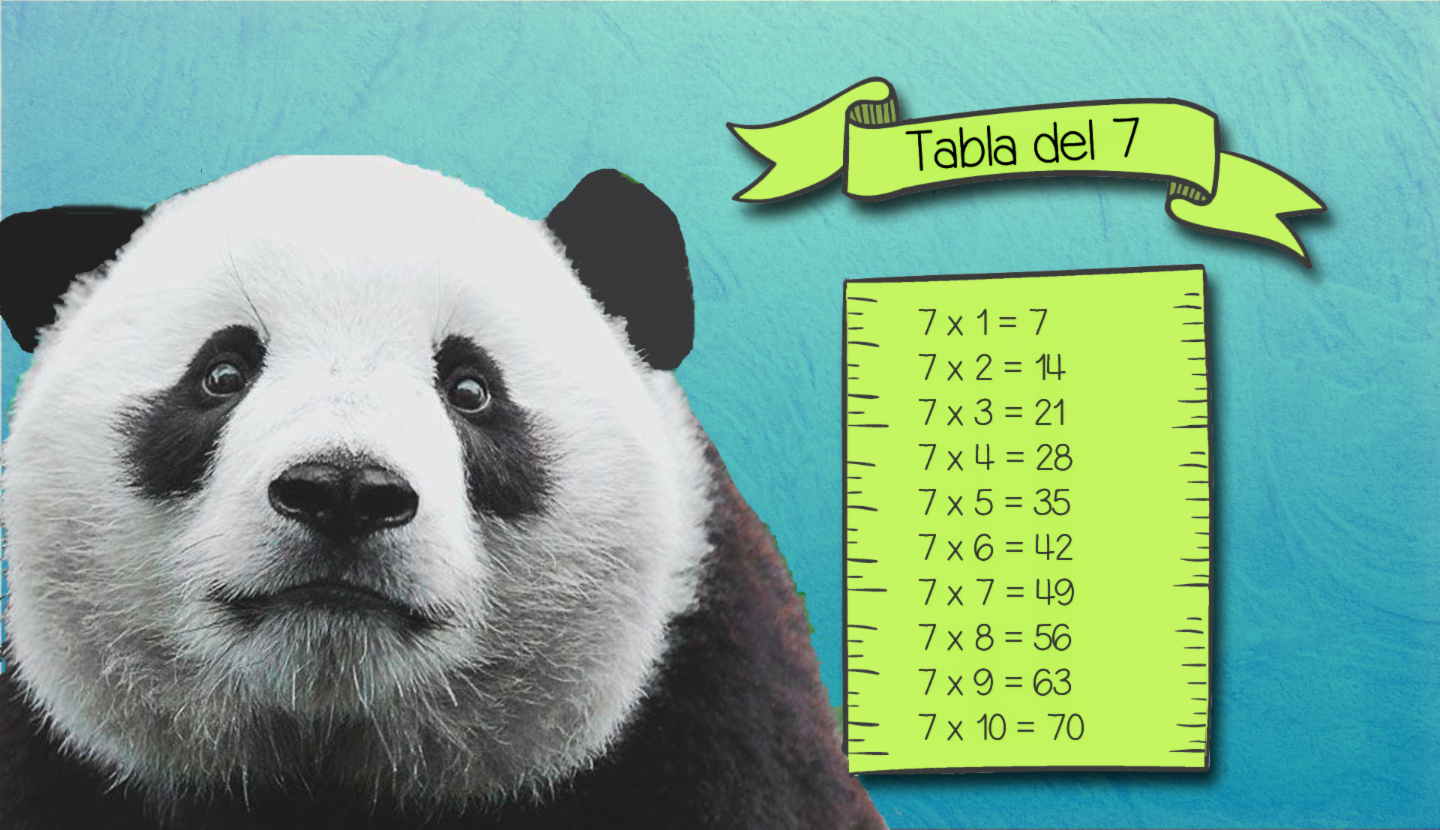 Tabla del 7
7 x 1 = 7
7 x 2 = 14
7 x 3 = 21
7 x 4 = 28
7 x 5 = 35
7 x 6 = 42
7 x 7 = 49
7 x 8 = 56
7 x 9 = 63
7 x 10 = 70